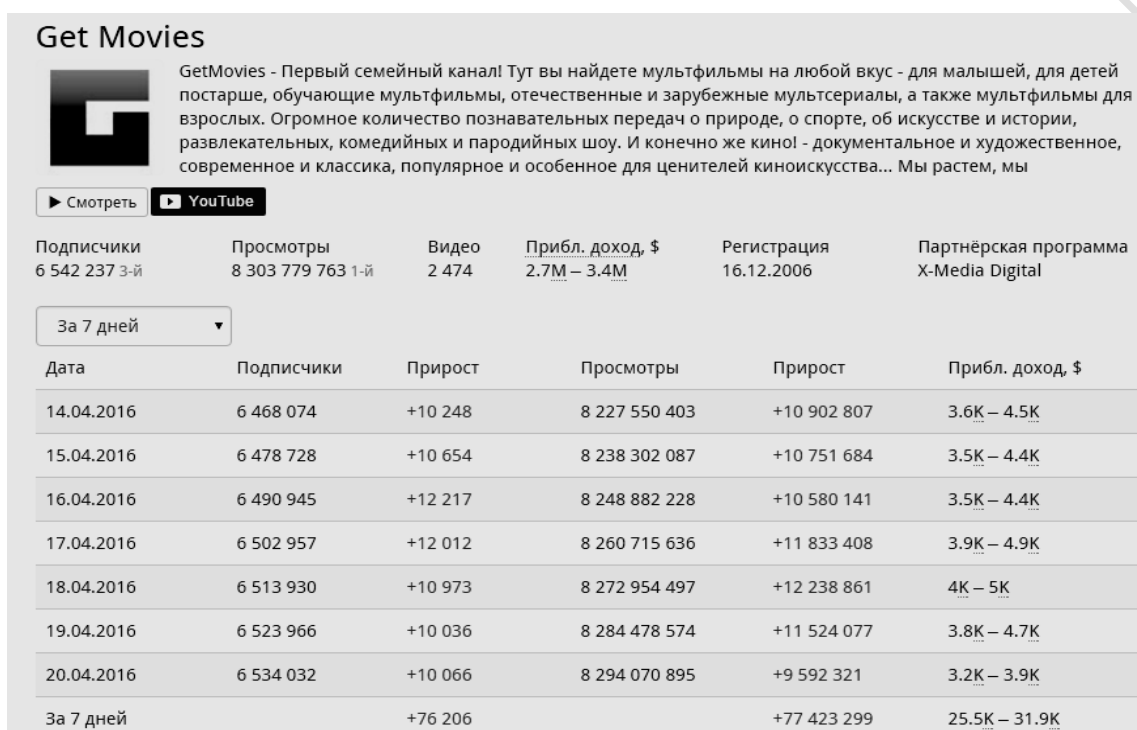 Get Movies
GetMovies - Первый семейный канал! Тут вы найдете мультфильмы на любой вкус - для малышей, для детей
постарше, обучающие мультфильмы, отечественные и зарубежные мультсериалы, а также мультфильмы для
взрослых. Огромное количество познавательных передач о природе, о спорте, об искусстве и истории,
развлекательных, комедийных и пародийных шоу. И конечно же кино! - документальное и художественное,
современное и классика, популярное и особенное для ценителей киноискусства... Мы растем, мы
▶ Смотреть YouTube
Подписчики Просмотры Видео Прибл. доход, $ Регистрация Партнёрская программа
6 542 237 3-й 8 303 779 763 1-й 2 474 2.7M – 3.4M 16.12.2006 X-Media Digital
За 7 дней ▼
Дата Подписчики Прирост Просмотры Прирост Прибл. доход, $
14.04.2016 6 468 074 +10 248 8 227 550 403 +10 902 807 3.6K – 4.5K
15.04.2016 6 478 728 +10 654 8 238 302 087 +10 751 684 3.5K – 4.4K
16.04.2016 6 490 945 +12 217 8 248 882 228 +10 580 141 3.5K – 4.4K
17.04.2016 6 502 957 +12 012 8 260 715 636 +11 833 408 3.9K – 4.9K
18.04.2016 6 513 930 +10 973 8 272 954 497 +12 238 861 4K – 5K
19.04.2016 6 523 966 +10 036 8 284 478 574 +11 524 077 3.8K – 4.7K
20.04.2016 6 534 032 +10 066 8 294 070 895 +9 592 321 3.2K – 3.9K
За 7 дней +76 206 +77 423 299 25.5K – 31.9K